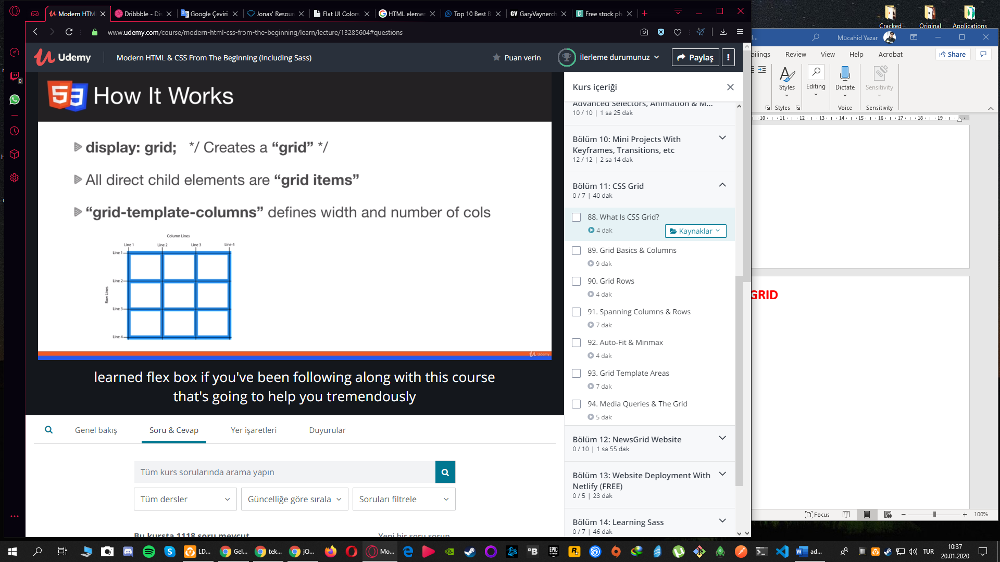 Modern HTM
Dribbble - Dis
Google Çeviri
Jonas' Resour
Flat UI Colors
HTML elemen
Top 10 Best B
GaryVaynerch
Free stock ph
www.udemy.com/course/modern-html-css-from-the-beginning/learn/lecture/13285604#questions
Udemy
Modern HTML & CSS From The Beginning (Including Sass)
Puan verin
İlerleme durumunuz
Paylaş
How It Works
display: grid; */ Creates a “grid” */
All direct child elements are “grid items”
“grid-template-columns” defines width and number of cols
Column Lines
Line 1 Line 2 Line 3 Line 4
Row Lines
Line 1
Line 2
Line 3
Line 4
Udemy
learned flex box if you've been following along with this course
that's going to help you tremendously
Genel bakış
Soru & Cevap
Yer işaretleri
Duyurular
Tüm kurs sorularında arama yapın
Tüm dersler
Güncelliğe göre sırala
Soruları filtrele
Bu kursta 1118 soru mevcut
Yeni bir soru sorun
Kurs içeriği
Advanced Selectors, Animation & M...
10 / 10 | 1 sa 25 dak
Bölüm 10: Mini Projects With
Keyframes, Transitions, etc
12 / 12 | 2 sa 14 dak
Bölüm 11: CSS Grid
0 / 7 | 40 dak
88. What Is CSS Grid?
4 dak
Kaynaklar
89. Grid Basics & Columns
9 dak
90. Grid Rows
4 dak
91. Spanning Columns & Rows
7 dak
92. Auto-Fit & Minmax
4 dak
93. Grid Template Areas
7 dak
94. Media Queries & The Grid
5 dak
Bölüm 12: NewsGrid Website
0 / 10 | 1 sa 55 dak
Bölüm 13: Website Deployment With
Netlify (FREE)
0 / 5 | 23 dak
Bölüm 14: Learning Sass
0 / 7 | 46 dak
Cracked
Original
Applications
Mücahid Yazar
ailings
Review
View
Help
Acrobat
Share
Styles
Editing
Dictate
Sensitivity
Styles
Voice
Sensitivity
10 11 12 13 14 15 16 17 18 19
GRID
Focus
100%
0
LD...
Gel...
tek...
jQ...
Mo...
EPIC GAMES
ad...
TUR
10:37
20.01.2020